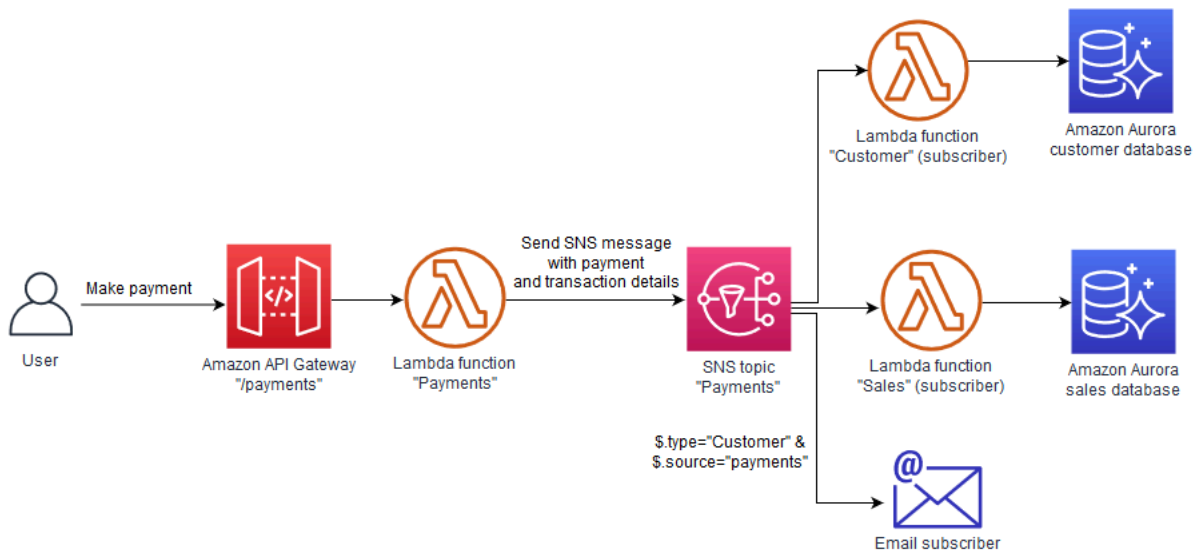 Lambda function
"Customer" (subscriber)
Amazon Aurora
customer database
Make payment
User
Amazon API Gateway
"/payments"
Lambda function
"Payments"
Send SNS message
with payment
and transaction details
SNS topic
"Payments"
Lambda function
"Sales" (subscriber)
Amazon Aurora
sales database
$.type="Customer" &
$.source="payments"
@
Email subscriber